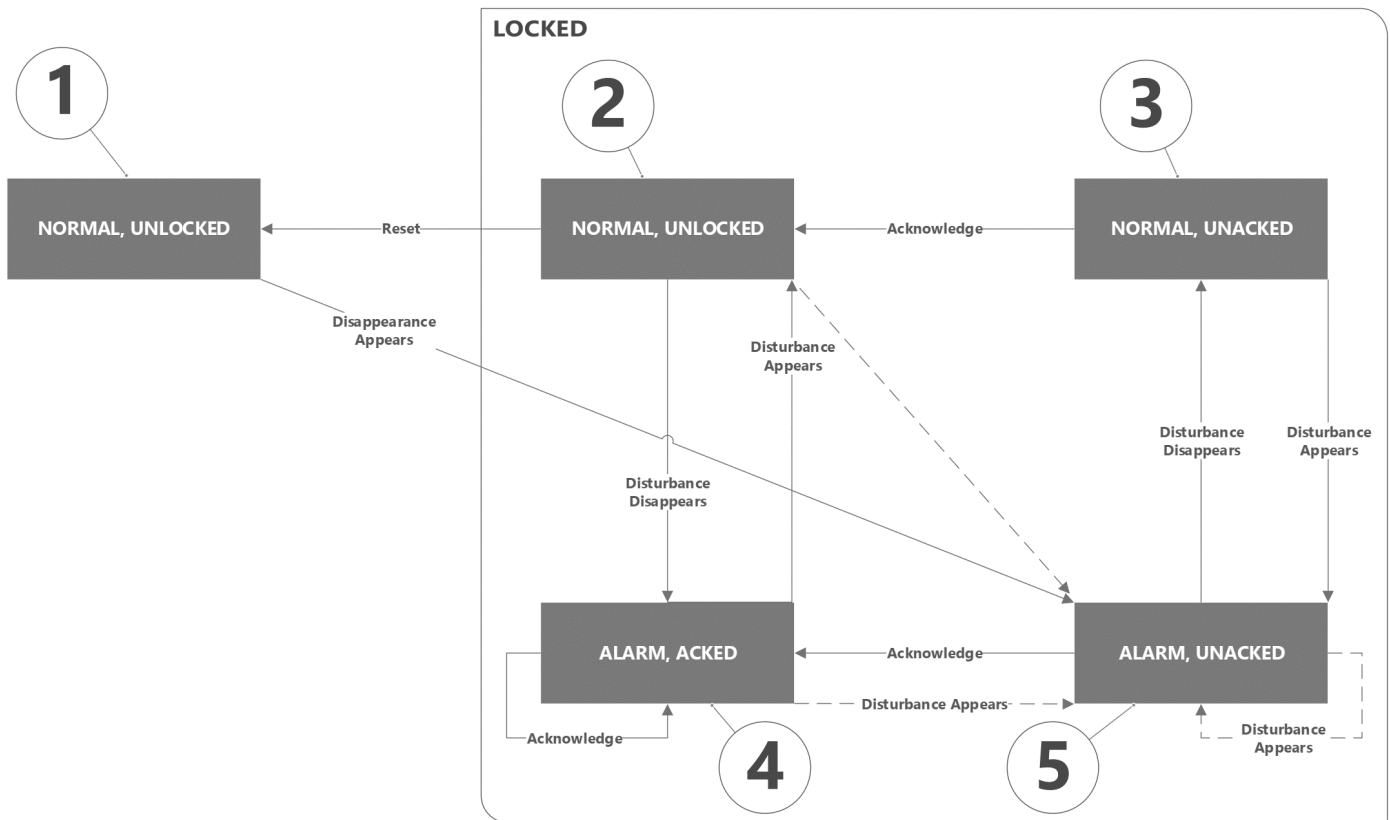 LOCKED
1
2
3
NORMAL, UNLOCKED
Reset
NORMAL, UNLOCKED
Acknowledge
NORMAL, UNACKED
Disappearance
Appears
Disturbance
Appears
Disturbance
Disappears
Disturbance
Appears
Disturbance
Disappears
ALARM, ACKED
Acknowledge
ALARM, UNACKED
Disturbance Appears
Acknowledge
Disturbance
Appears
4
5